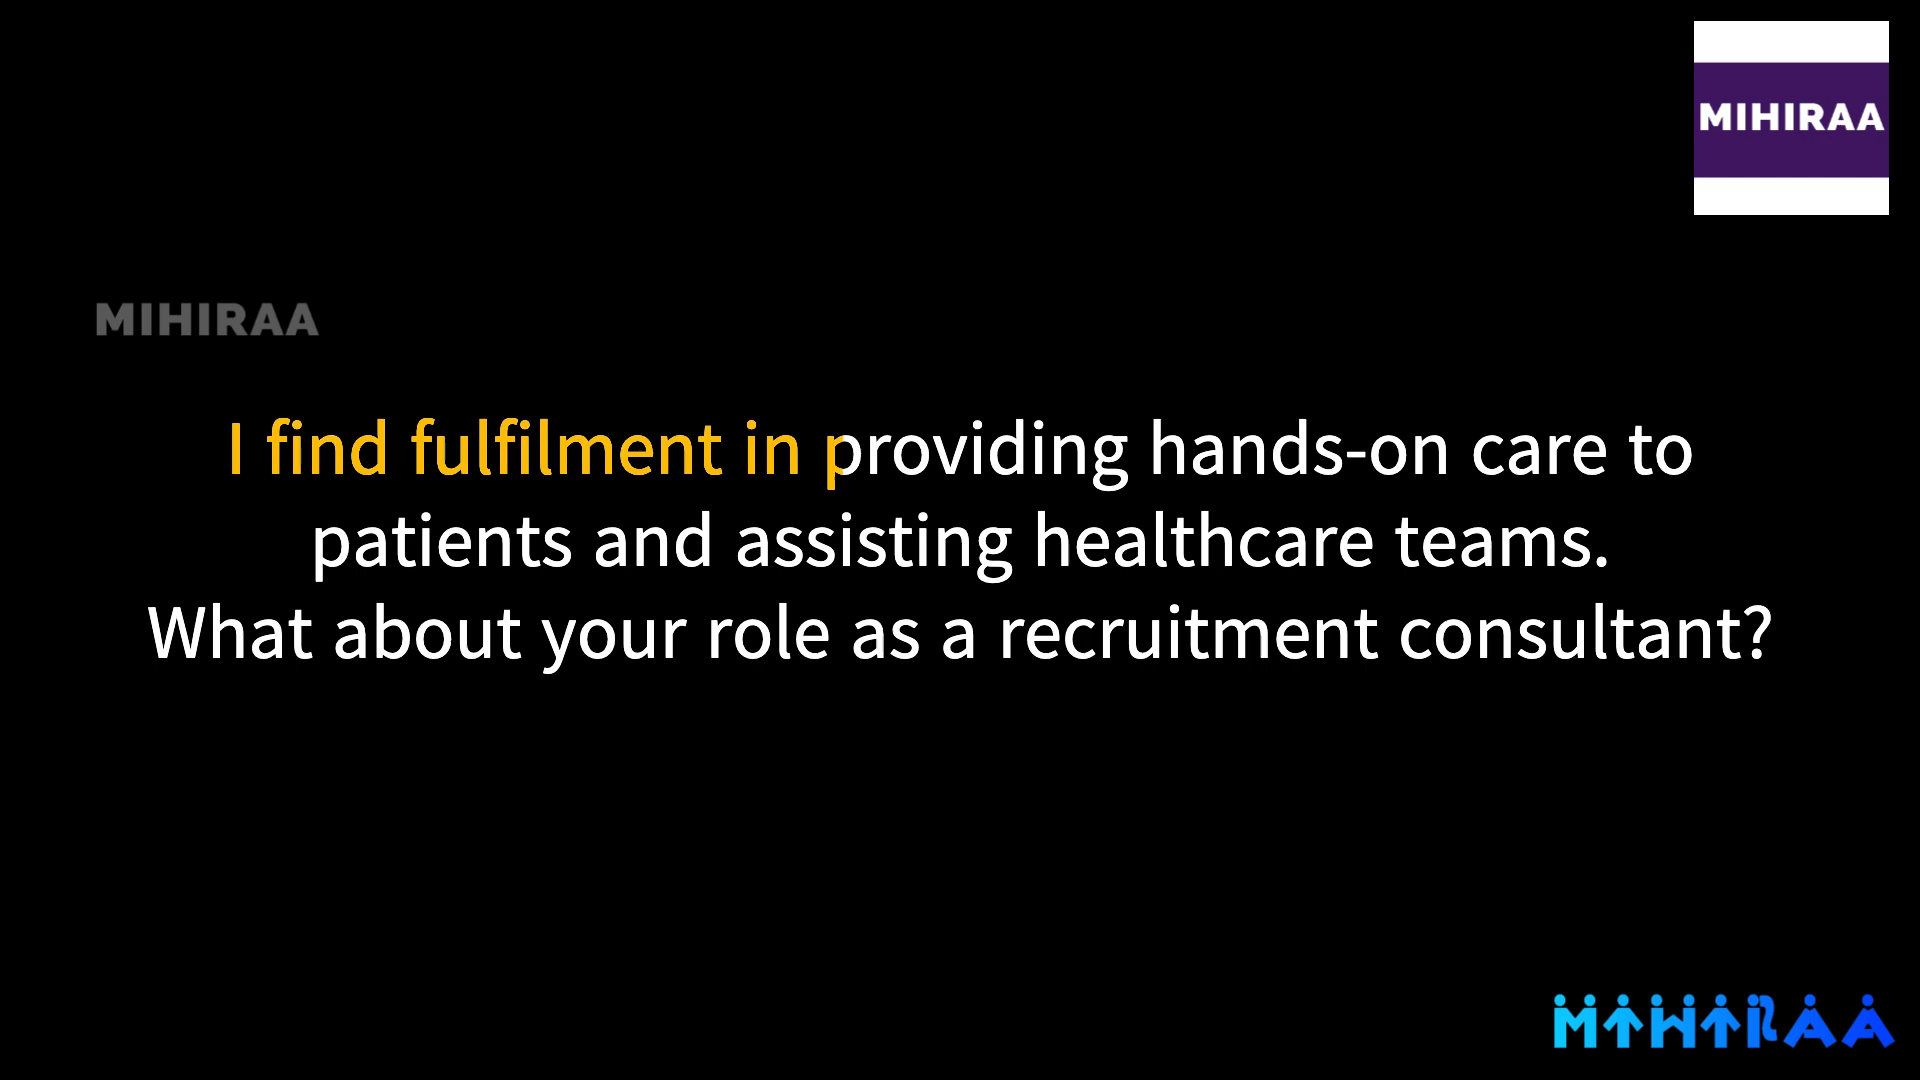 MIHIRAA
MIHIRAA
I find fulfilment in providing hands-on care to
patients and assisting healthcare teams.
What about your role as a recruitment consultant?
MIHIRAA